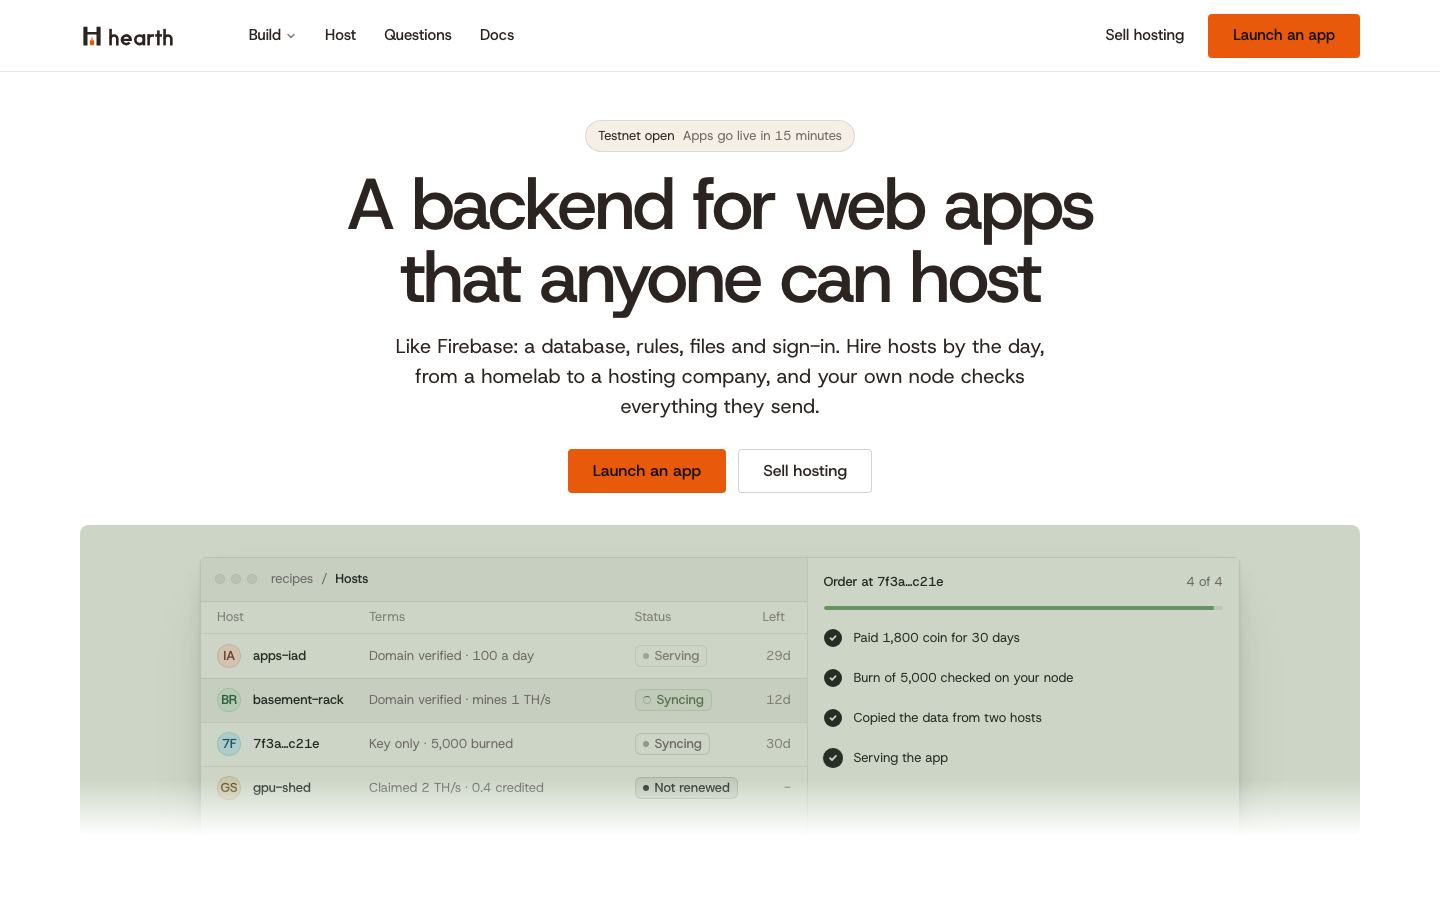 hearth
Build
Host
Questions
Docs
Sell hosting
Launch an app
Testnet open Apps go live in 15 minutes
A backend for web apps
that anyone can host
Like Firebase: a database, rules, files and sign-in. Hire hosts by the day,
from a homelab to a hosting company, and your own node checks
everything they send.
Launch an app
Sell hosting
recipes / Hosts
Host Terms Status Left
IA apps-iad Domain verified · 100 a day Serving 29d
BR basement-rack Domain verified · mines 1 TH/s Syncing 12d
7F 7f3a…c21e Key only · 5,000 burned Syncing 30d
GS gpu-shed Claimed 2 TH/s · 0.4 credited Not renewed –
Order at 7f3a…c21e 4 of 4
Paid 1,800 coin for 30 days
Burn of 5,000 checked on your node
Copied the data from two hosts
Serving the app